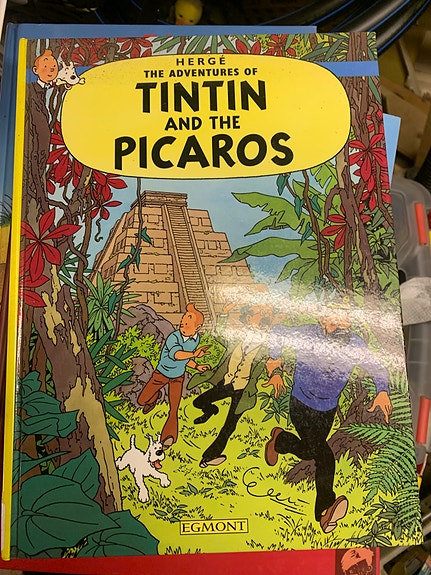 HERGÉ
THE ADVENTURES OF
TINTIN
AND THE
PICAROS
EGMONT